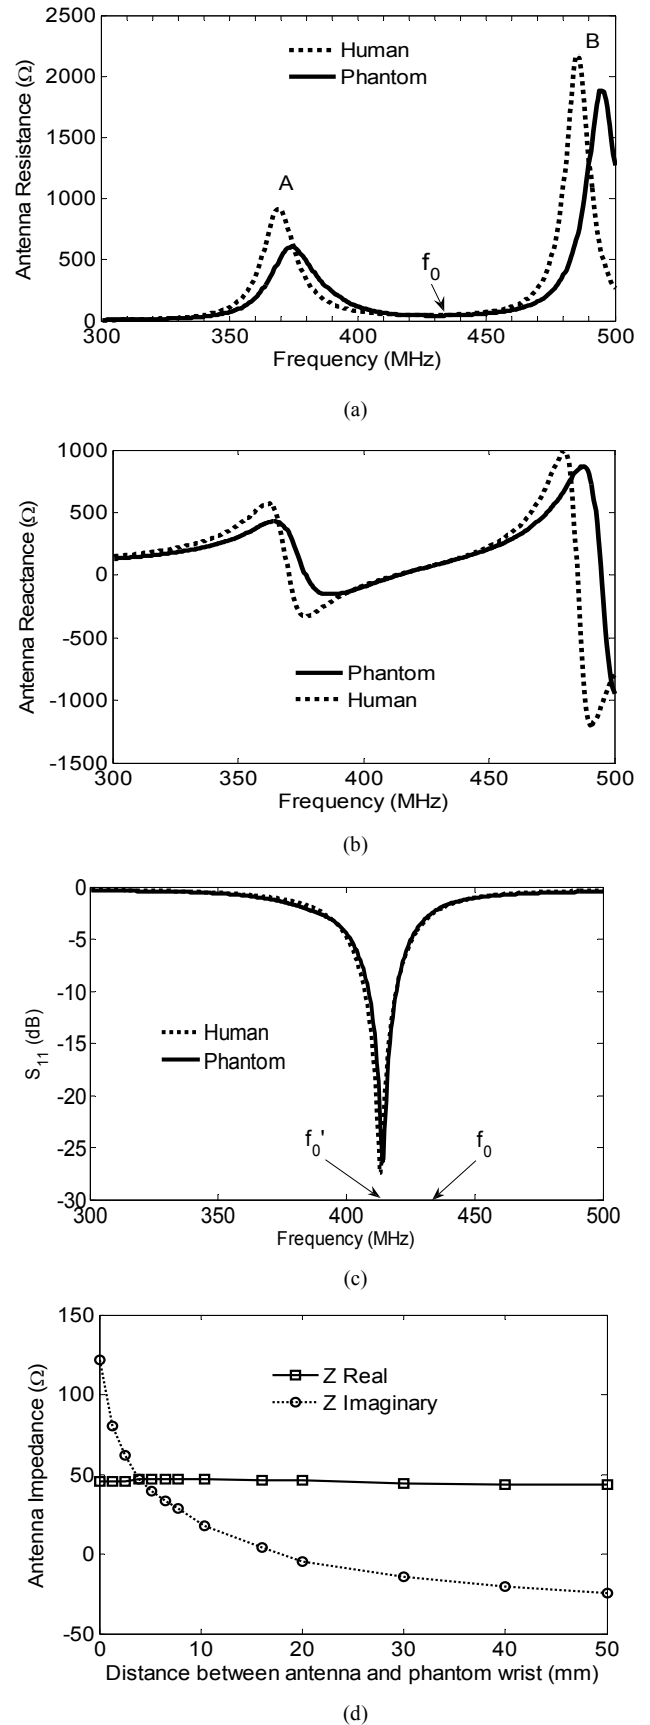 2500
2000
1500
1000
500
0
Antenna Resistance (Ω)
Human
Phantom
A
B
f0
300 350 400 450 500
Frequency (MHz)
(a)
1000
500
0
-500
-1000
-1500
Antenna Reactance (Ω)
Phantom
Human
300 350 400 450 500
Frequency (MHz)
(b)
0
-5
-10
-15
-20
-25
-30
S11 (dB)
Human
Phantom
f0' f0
300 350 400 450 500
Frequency (MHz)
(c)
150
100
50
0
-50
Antenna Impedance (Ω)
Z Real
Z Imaginary
0 10 20 30 40 50
Distance between antenna and phantom wrist (mm)
(d)